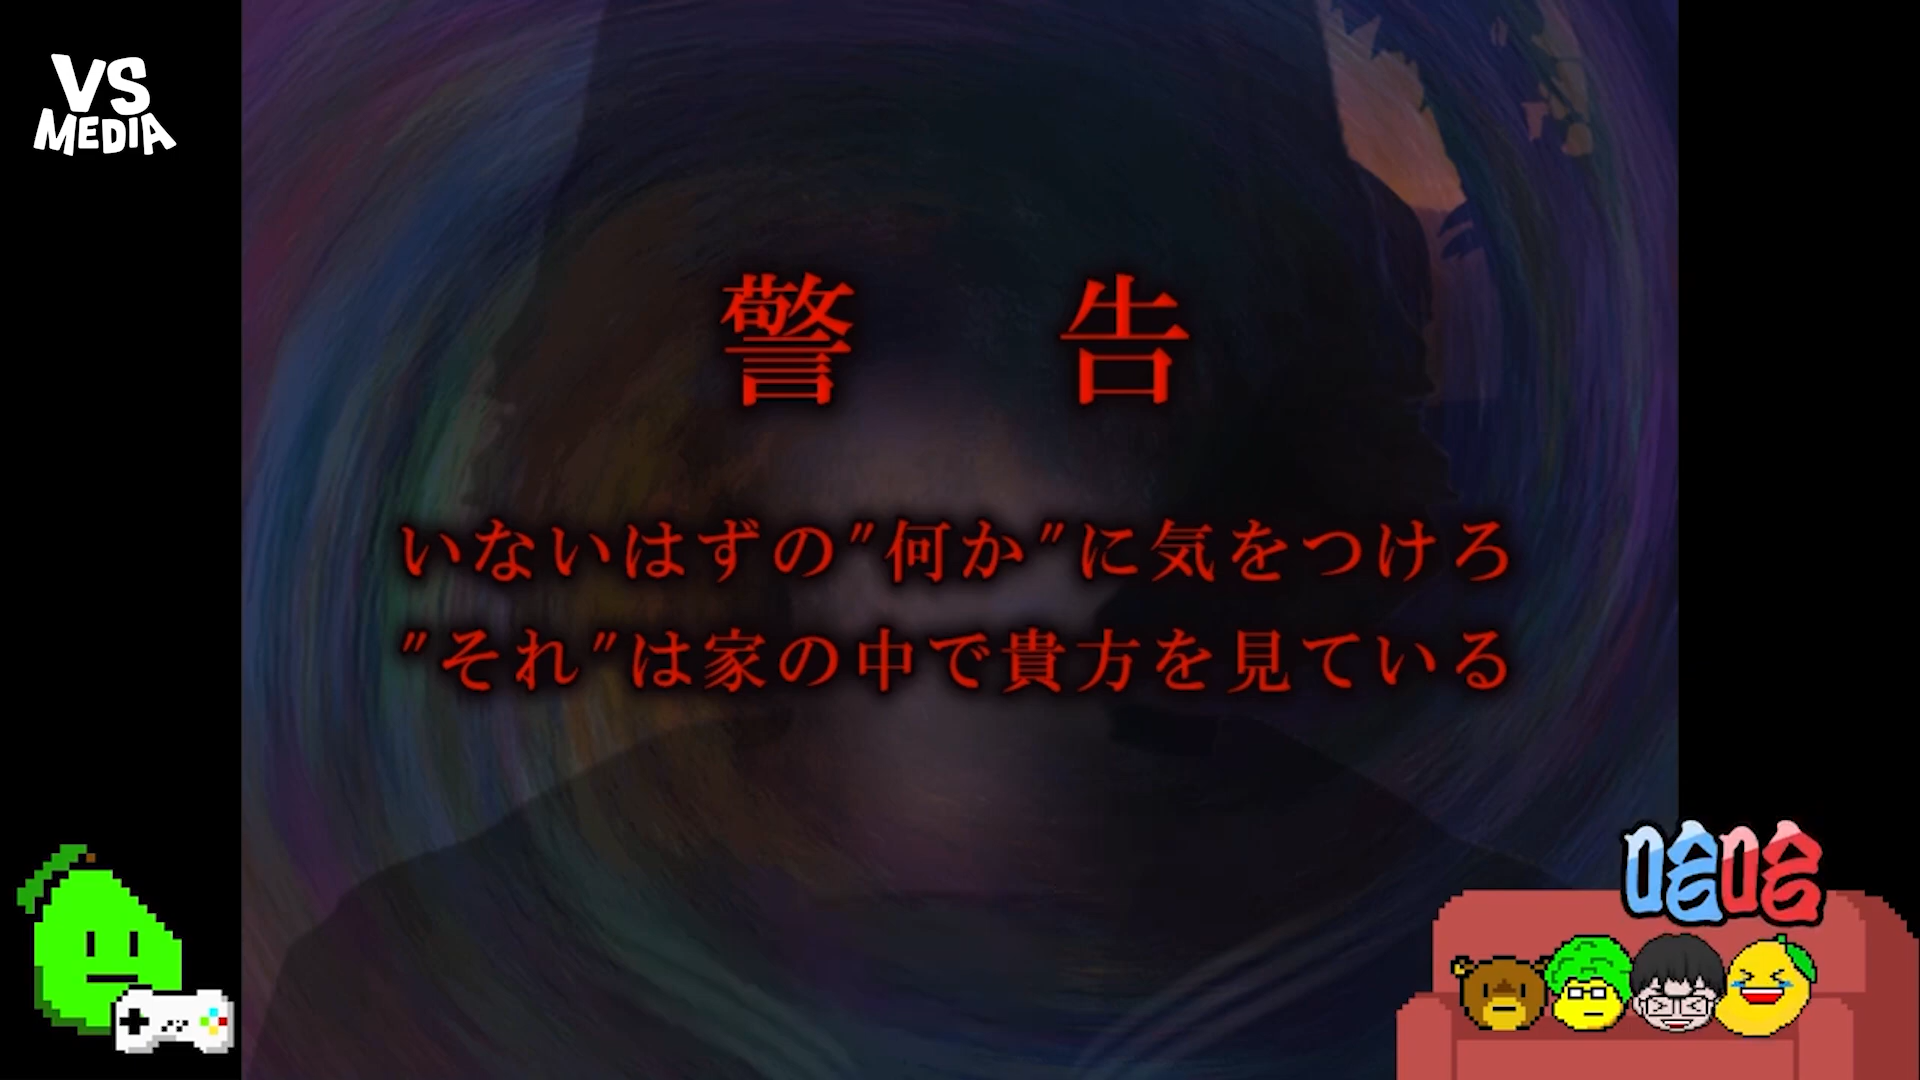 VS
MEDIA
警 告
いないはずの"何か"に気をつけろ
"それ"は家の中で貴方を見ている
哈哈